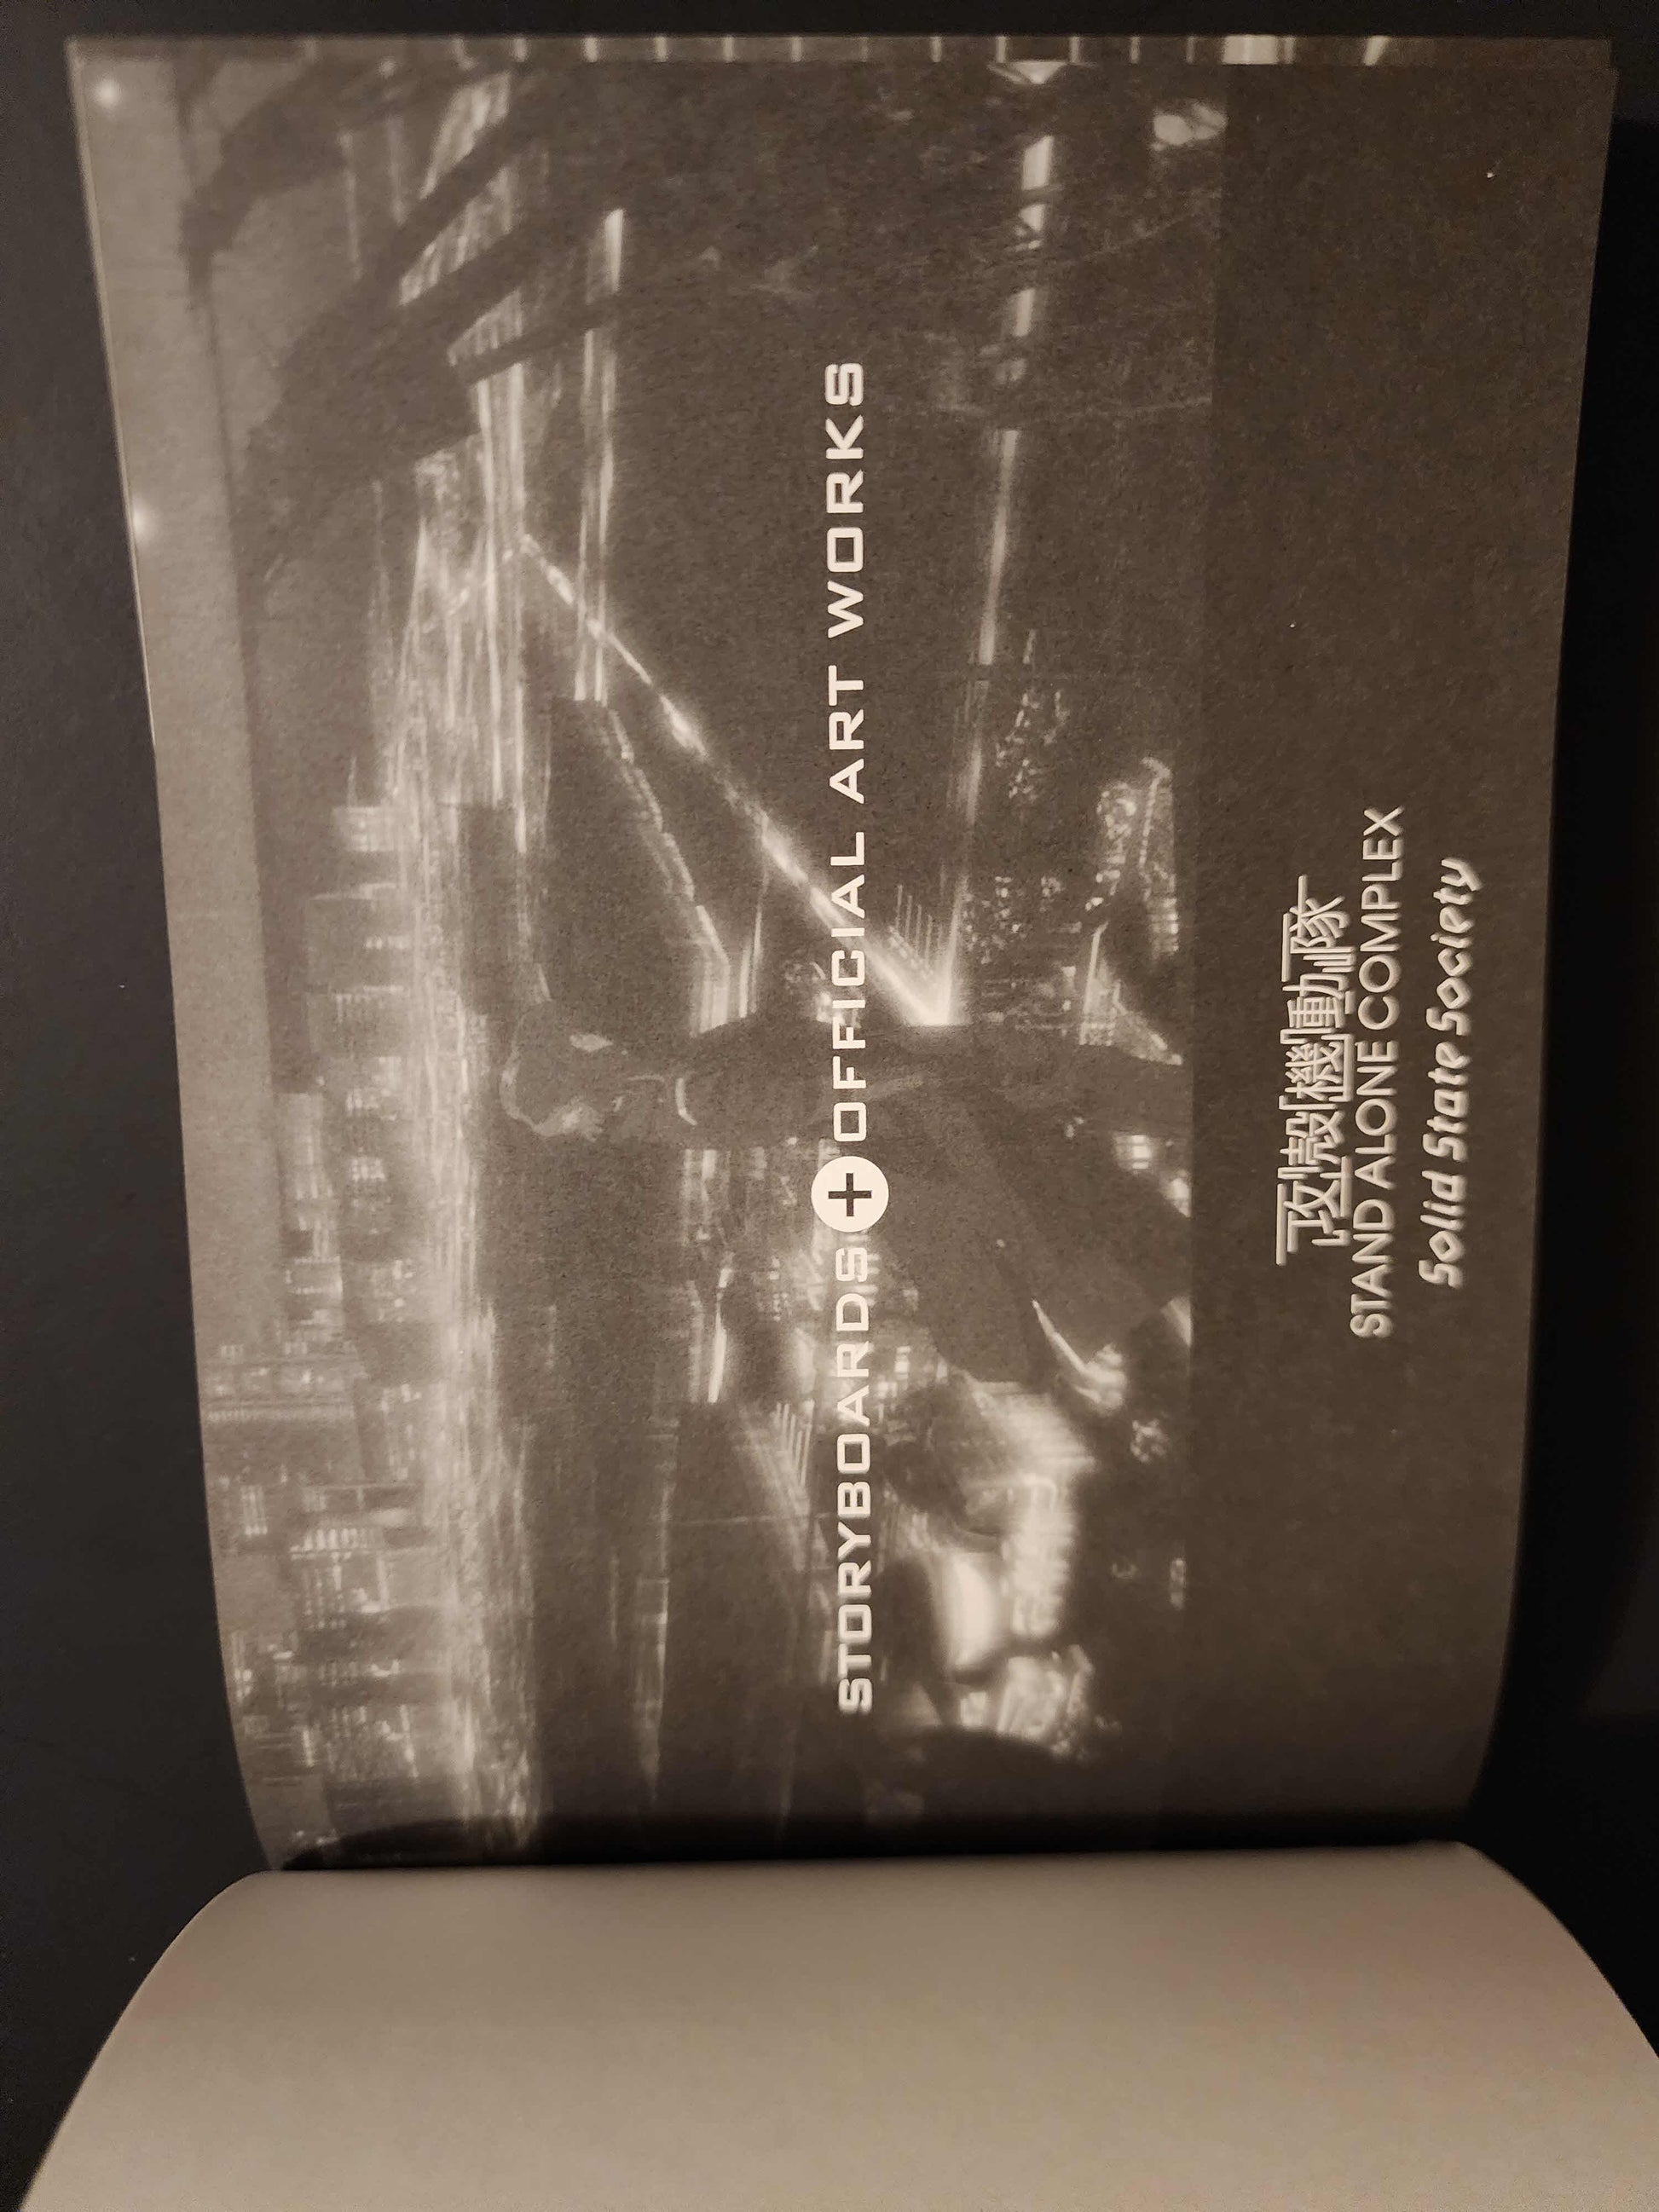 STORYBOARDS + OFFICIAL ART WORKS
攻殻機動隊
STAND ALONE COMPLEX
Solid State Society